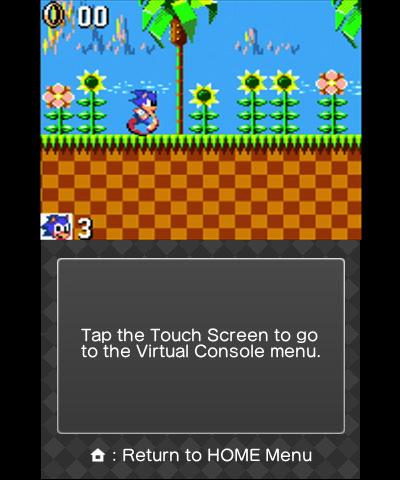 00
3
Tap the Touch Screen to go
to the Virtual Console menu.
: Return to HOME Menu